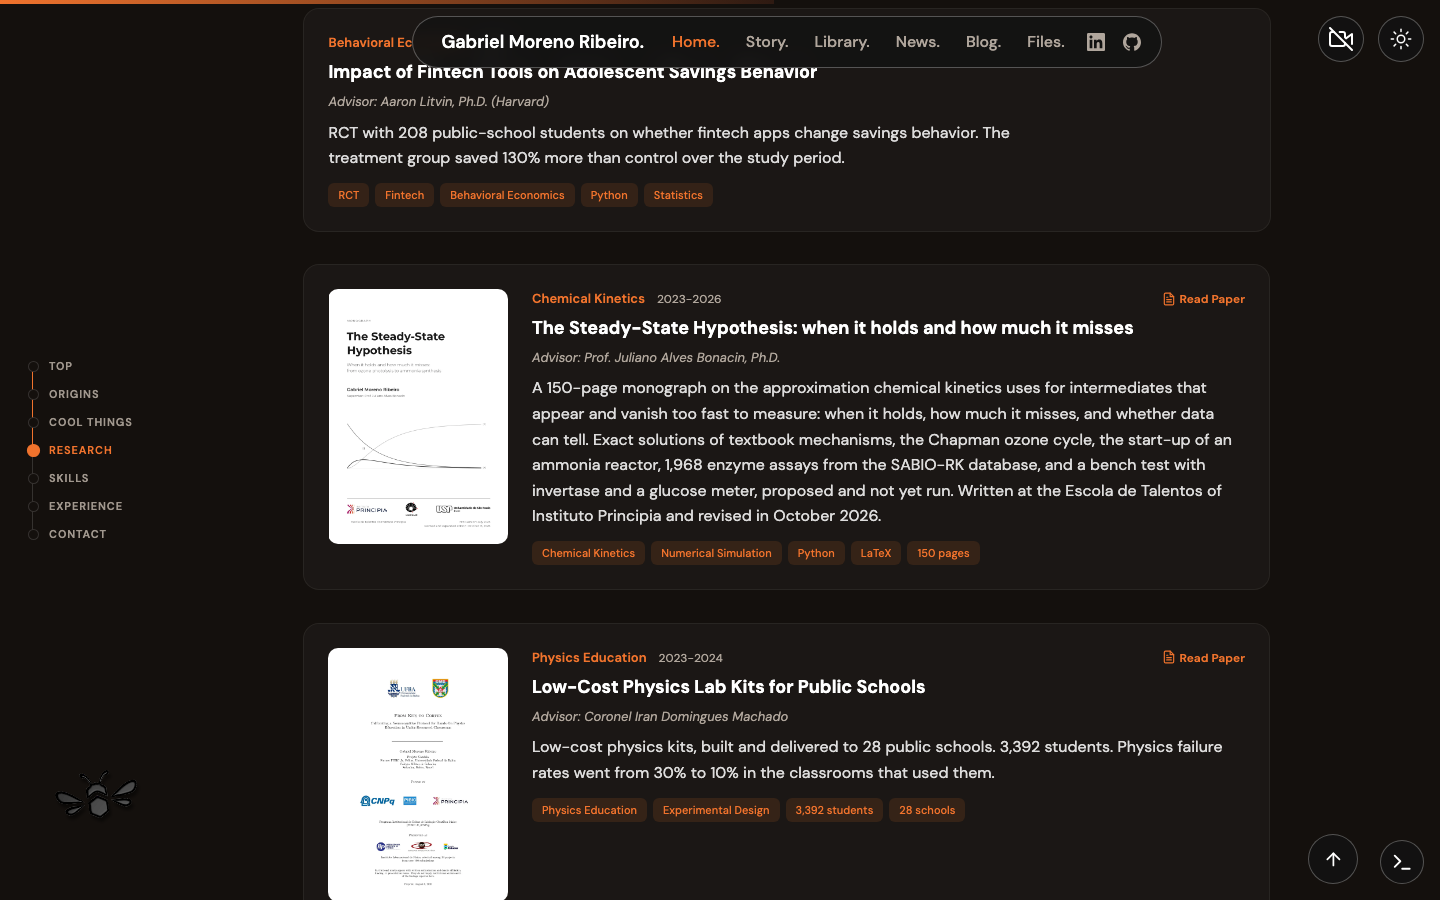 Gabriel Moreno Ribeiro.
Home.
Story.
Library.
News.
Blog.
Files.
Behavioral Ec
Impact of Fintech Tools on Adolescent Savings Behavior
Advisor: Aaron Litvin, Ph.D. (Harvard)
RCT with 208 public-school students on whether fintech apps change savings behavior. The
treatment group saved 130% more than control over the study period.
RCT
Fintech
Behavioral Economics
Python
Statistics
TOP
ORIGINS
COOL THINGS
RESEARCH
SKILLS
EXPERIENCE
CONTACT
The Steady-State
Hypothesis
Gabriel Moreno Ribeiro
PRINCIPIA
USP
Chemical Kinetics 2023-2026
Read Paper
The Steady-State Hypothesis: when it holds and how much it misses
Advisor: Prof. Juliano Alves Bonacin, Ph.D.
A 150-page monograph on the approximation chemical kinetics uses for intermediates that
appear and vanish too fast to measure: when it holds, how much it misses, and whether data
can tell. Exact solutions of textbook mechanisms, the Chapman ozone cycle, the start-up of an
ammonia reactor, 1,968 enzyme assays from the SABIO-RK database, and a bench test with
invertase and a glucose meter, proposed and not yet run. Written at the Escola de Talentos of
Instituto Principia and revised in October 2026.
Chemical Kinetics
Numerical Simulation
Python
LaTeX
150 pages
UFBA
CNPq
PRINCIPIA
Physics Education 2023-2024
Read Paper
Low-Cost Physics Lab Kits for Public Schools
Advisor: Coronel Iran Domingues Machado
Low-cost physics kits, built and delivered to 28 public schools. 3,392 students. Physics failure
rates went from 30% to 10% in the classrooms that used them.
Physics Education
Experimental Design
3,392 students
28 schools